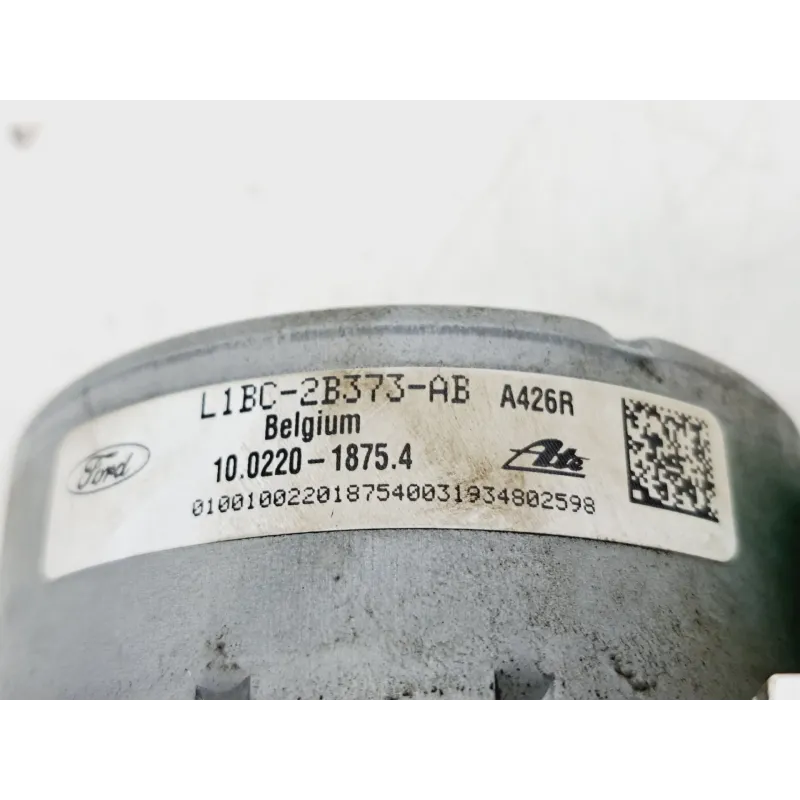 L1BC-2B373-AB A426R
Belgium
Ford
10.0220-1875.4 Ate
0100100220187540031934802598